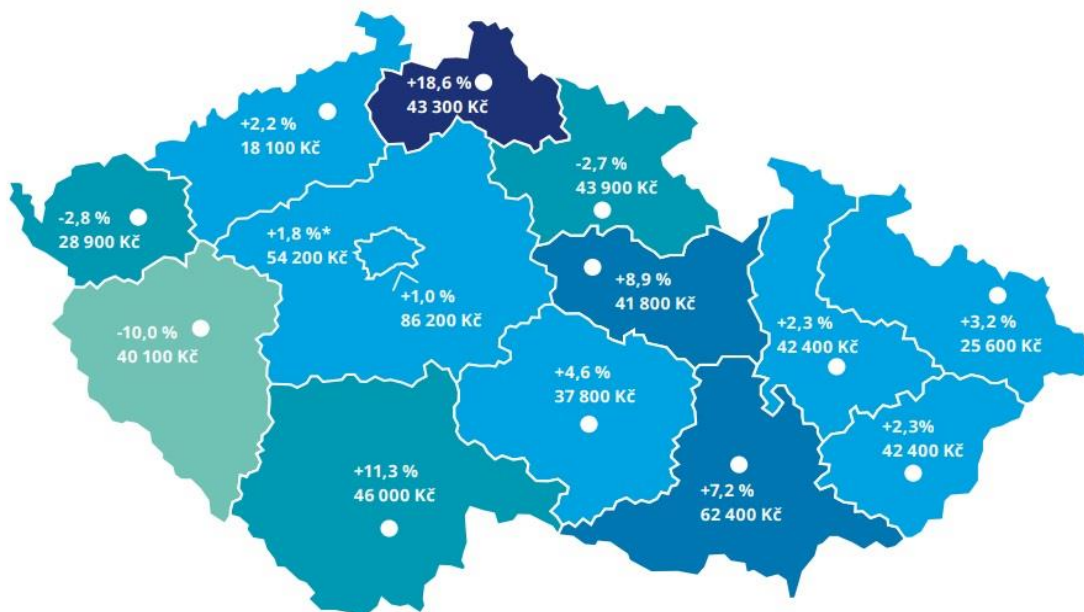 +18,6 %
43 300 Kč
+2,2 %
18 100 Kč
-2,7 %
43 900 Kč
-2,8 %
28 900 Kč
+1,8 %*
54 200 Kč
+1,0 %
86 200 Kč
+8,9 %
41 800 Kč
-10,0 %
40 100 Kč
+2,3 %
42 400 Kč
+3,2 %
25 600 Kč
+4,6 %
37 800 Kč
+2,3%
42 400 Kč
+11,3 %
46 000 Kč
+7,2 %
62 400 Kč